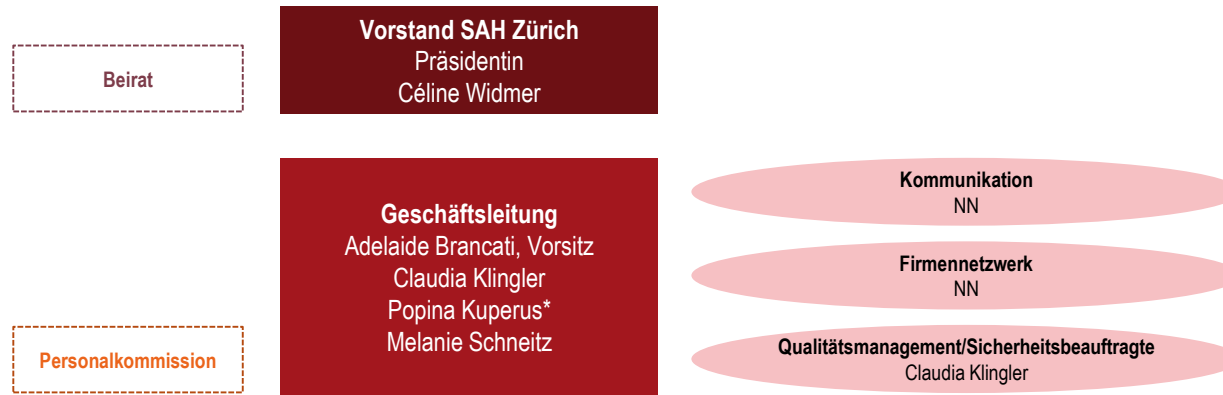 Beirat
Vorstand SAH Zürich
Präsidentin
Céline Widmer
Geschäftsleitung
Adelaide Brancati, Vorsitz
Claudia Klingler
Popina Kuperus*
Melanie Schneitz
Kommunikation
NN
Firmennetzwerk
NN
Personalkommission
Qualitätsmanagement/Sicherheitsbeauftragte
Claudia Klingler